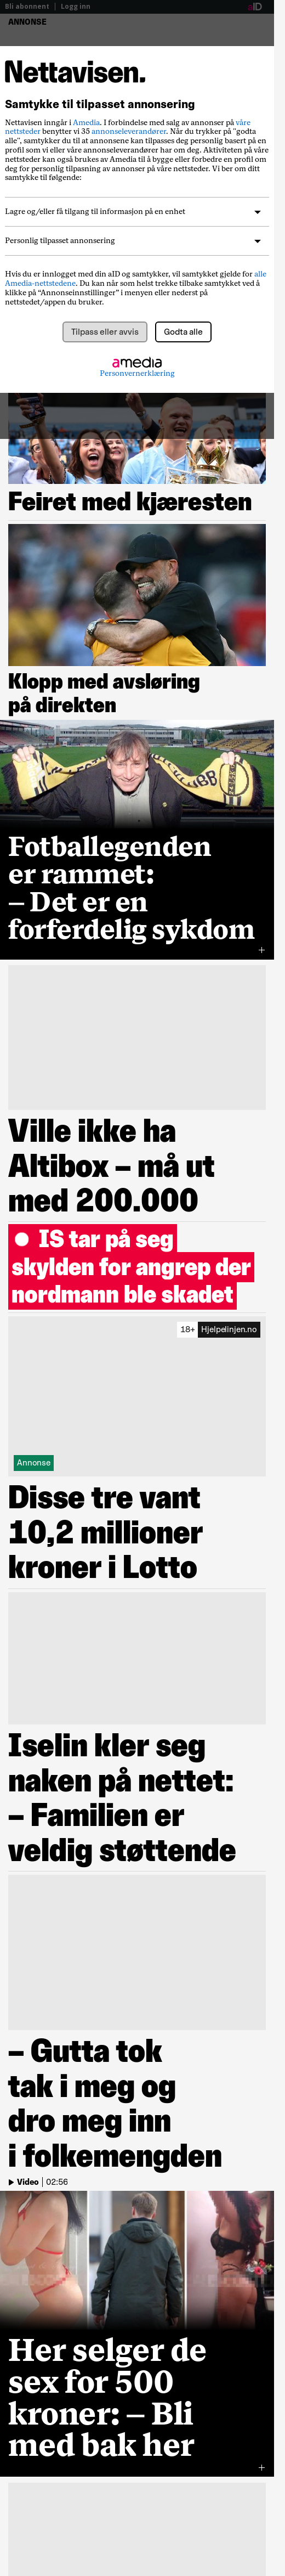 Bli abonnent | Logg inn
aID
ANNONSE
Nettavisen.
Samtykke til tilpasset annonsering
Nettavisen inngår i Amedia. I forbindelse med salg av annonser på våre
nettsteder benytter vi 35 annonseleverandører. Når du trykker på "godta
alle", samtykker du til at annonsene kan tilpasses deg personlig basert på en
profil som vi eller våre annonseleverandører har om deg. Aktiviteten på våre
nettsteder kan også brukes av Amedia til å bygge eller forbedre en profil om
deg for personlig tilpasning av annonser på våre nettsteder. Vi ber om ditt
samtykke til følgende:
Lagre og/eller få tilgang til informasjon på en enhet
Personlig tilpasset annonsering
Hvis du er innlogget med din aID og samtykker, vil samtykket gjelde for alle
Amedia-nettstedene. Du kan når som helst trekke tilbake samtykket ved å
klikke på “Annonseinnstillinger” i menyen eller nederst på
nettstedet/appen du bruker.
Tilpass eller avvis
Godta alle
amedia
Personvernerklæring
Feiret med kjæresten
Klopp med avsløring
på direkten
Fotballegenden
er rammet:
– Det er en
forferdelig sykdom
Ville ikke ha
Altibox – må ut
med 200.000
IS tar på seg
skylden for angrep der
nordmann ble skadet
18+ Hjelpelinjen.no
Annonse
Disse tre vant
10,2 millioner
kroner i Lotto
Iselin kler seg
naken på nettet:
– Familien er
veldig støttende
– Gutta tok
tak i meg og
dro meg inn
i folkemengden
Video | 02:56
Her selger de
sex for 500
kroner: – Bli
med bak her